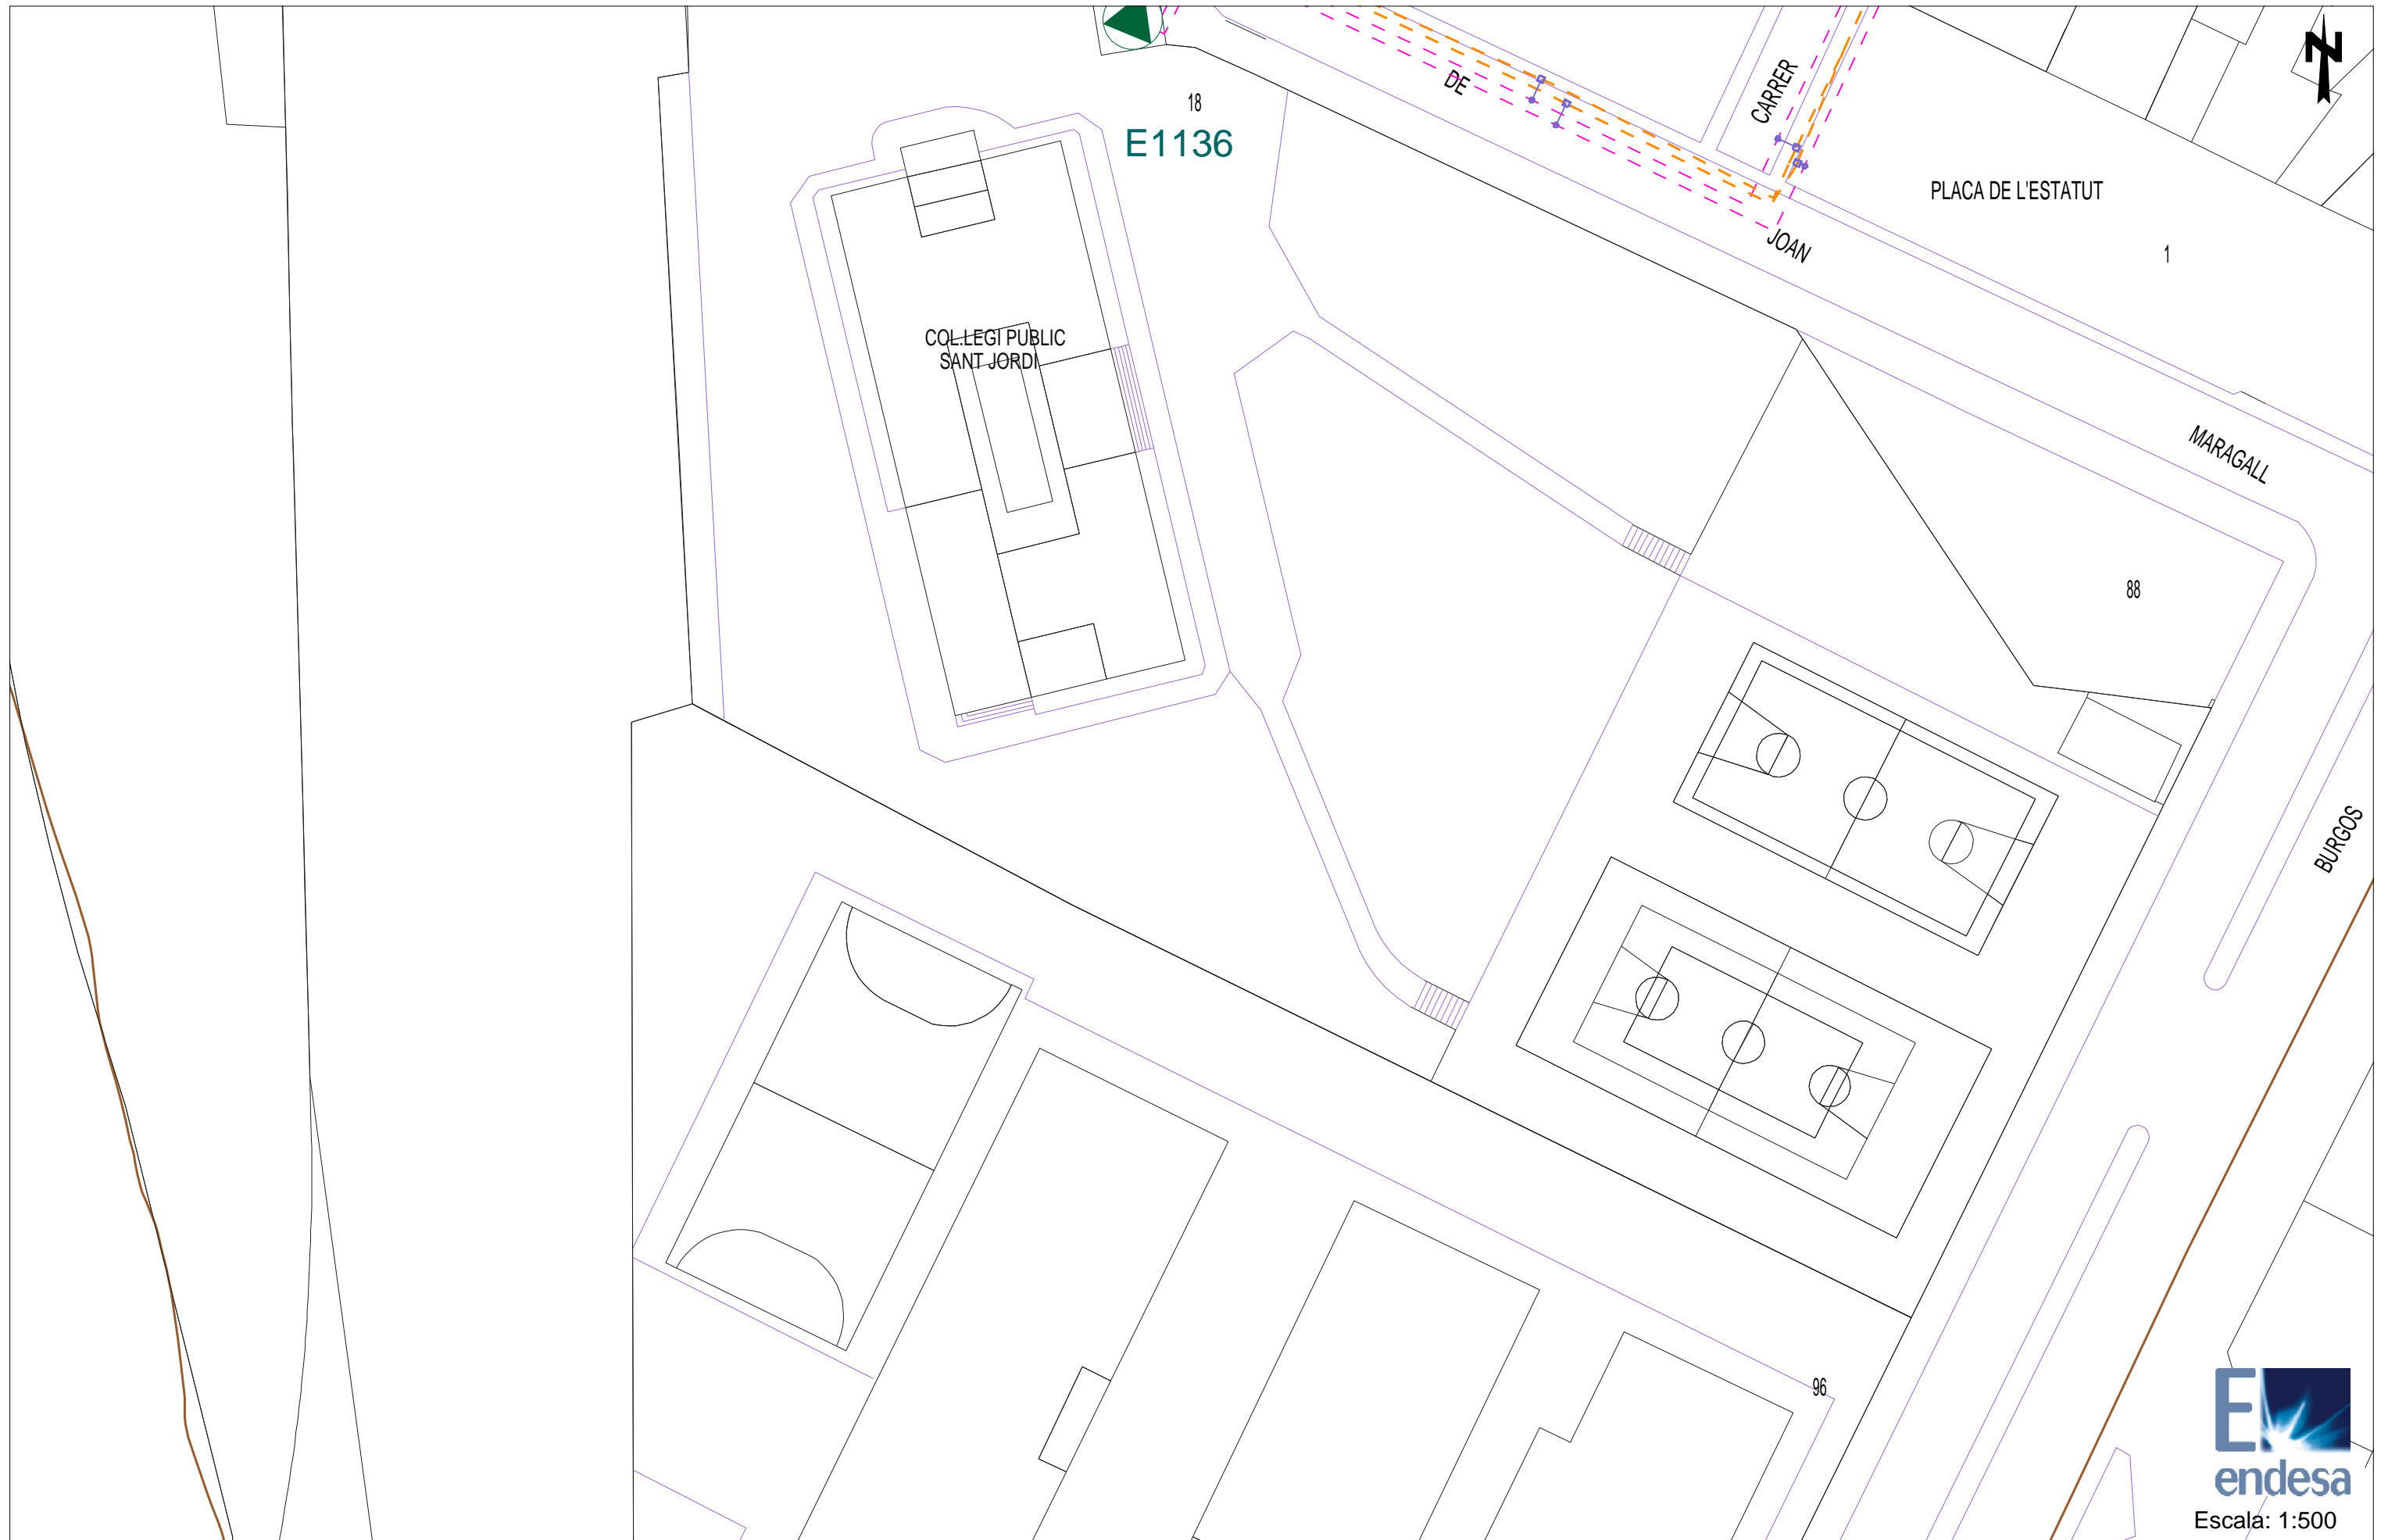 DE
CARRER
18
E1136
PLACA DE L'ESTATUT
JOAN
1
COL.LEGI PUBLIC
SANT JORDI
MARAGALL
88
BURGOS
96
N
E
endesa
Escala: 1:500